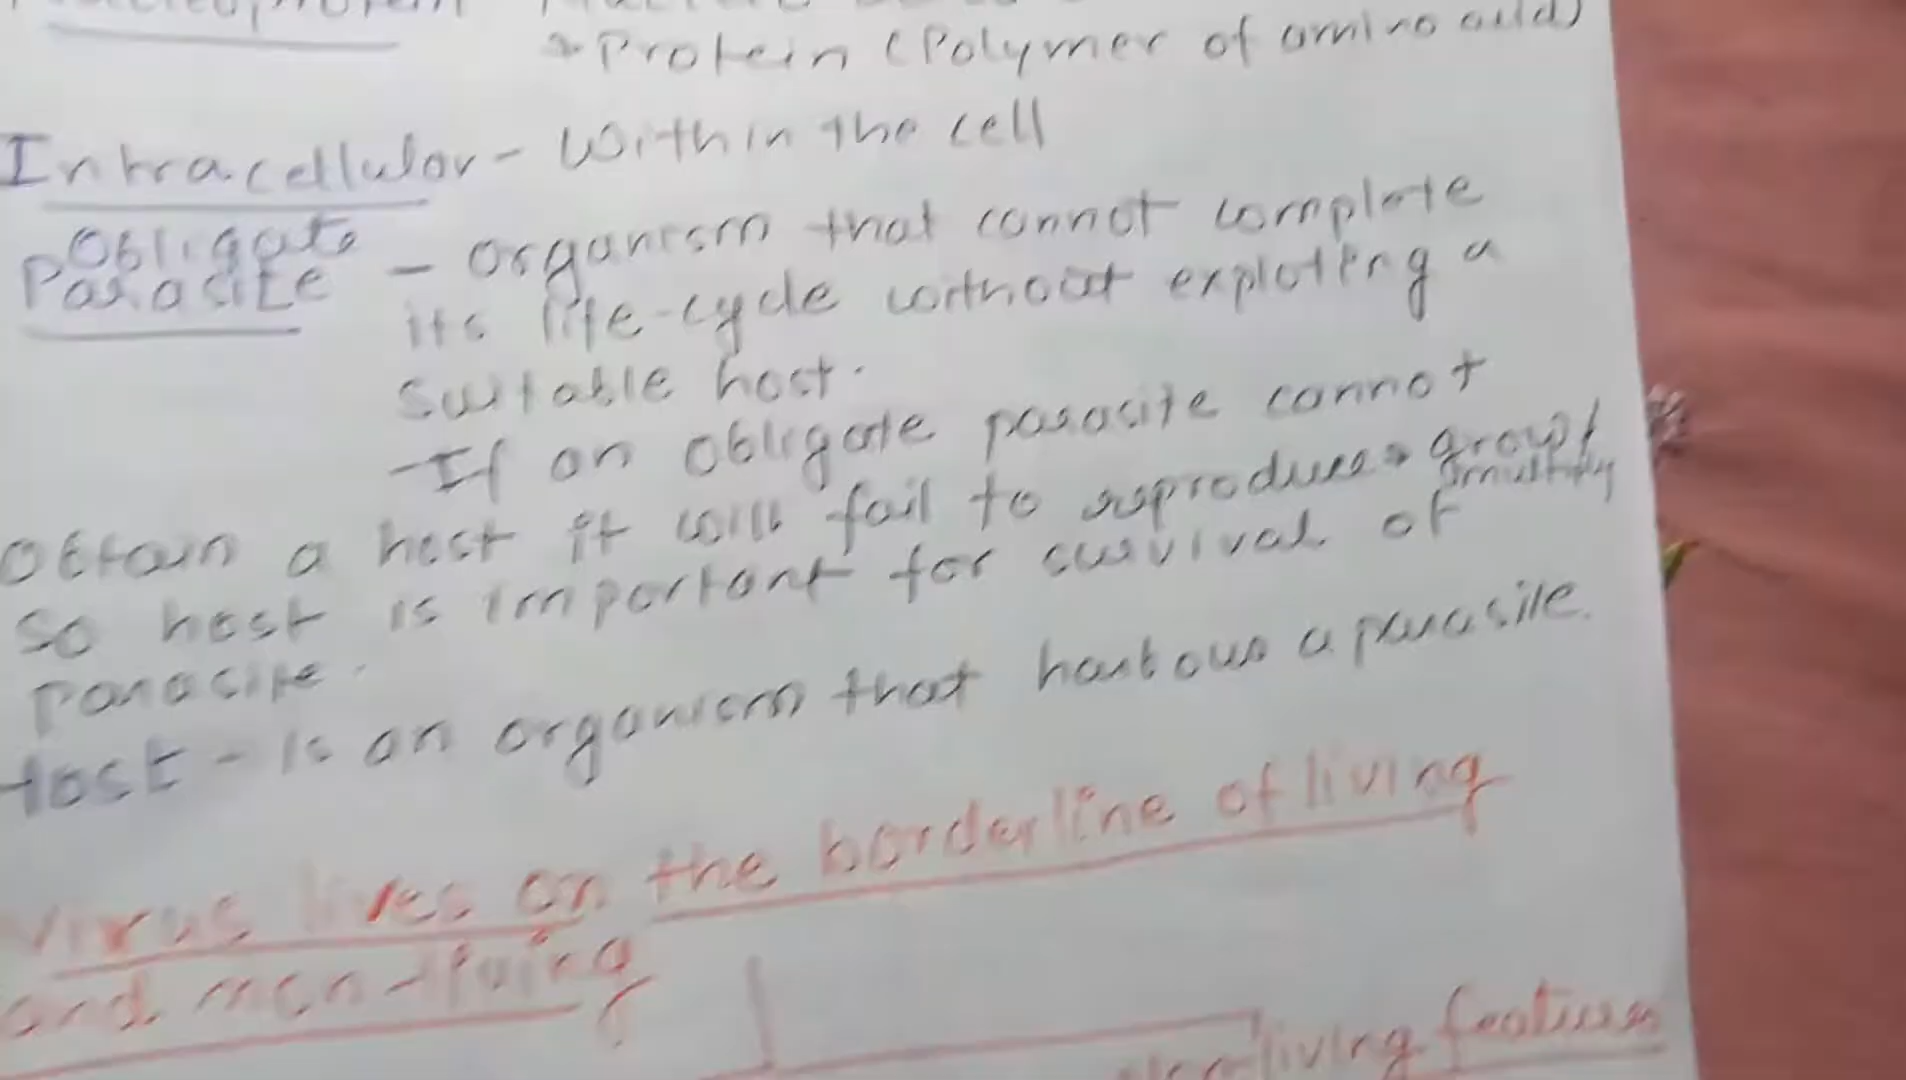 Protein (Polymer of amino acid)
Intracellular - Within the cell
Obligate
Parasite - Organism that cannot complete
its life-cycle without exploting a
suitable host.
- If an obligate parasite cannot
obtain a host it will fail to reproduce → grow &
multiply
So host is important for survival of
parasite.
Host - is an organism that harbours a parasite.
Virus lives on the borderline of living
and non-living
living features